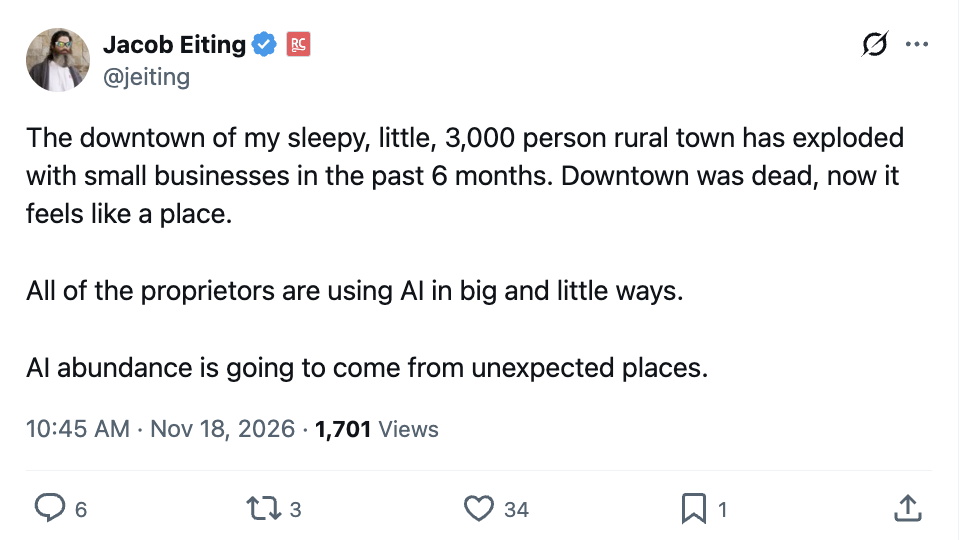 Jacob Eiting RC
@jeiting
The downtown of my sleepy, little, 3,000 person rural town has exploded
with small businesses in the past 6 months. Downtown was dead, now it
feels like a place.
All of the proprietors are using AI in big and little ways.
AI abundance is going to come from unexpected places.
10:45 AM · Nov 18, 2026 · 1,701 Views
6 3 34 1